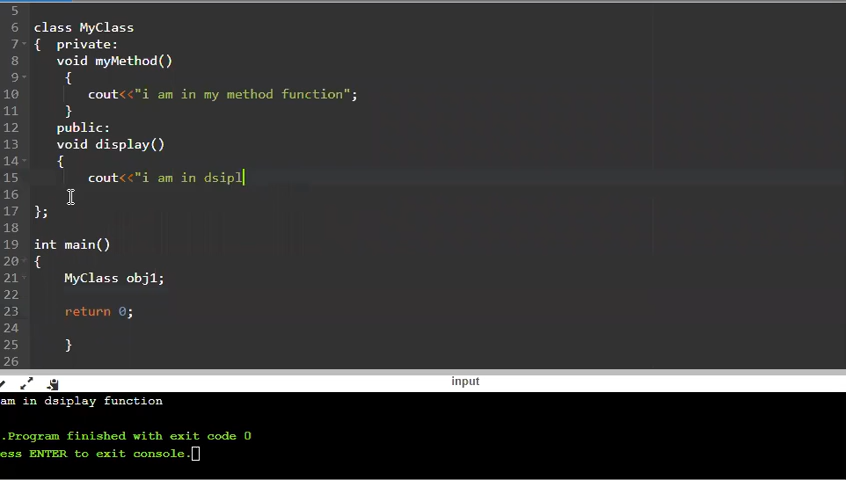 5
6 class MyClass
7 { private:
8 void myMethod()
9 {
10 cout<<"i am in my method function";
11 }
12 public:
13 void display()
14 {
15 cout<<"i am in dsipl
16
17 };
18
19 int main()
20 {
21 MyClass obj1;
22
23 return 0;
24
25 }
26
input
am in dsiplay function
.Program finished with exit code 0
ess ENTER to exit console.